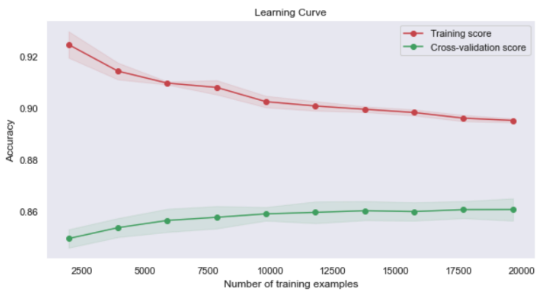 Learning Curve
Training score
Cross-validation score
0.92
0.90
0.88
0.86
Accuracy
2500 5000 7500 10000 12500 15000 17500 20000
Number of training examples